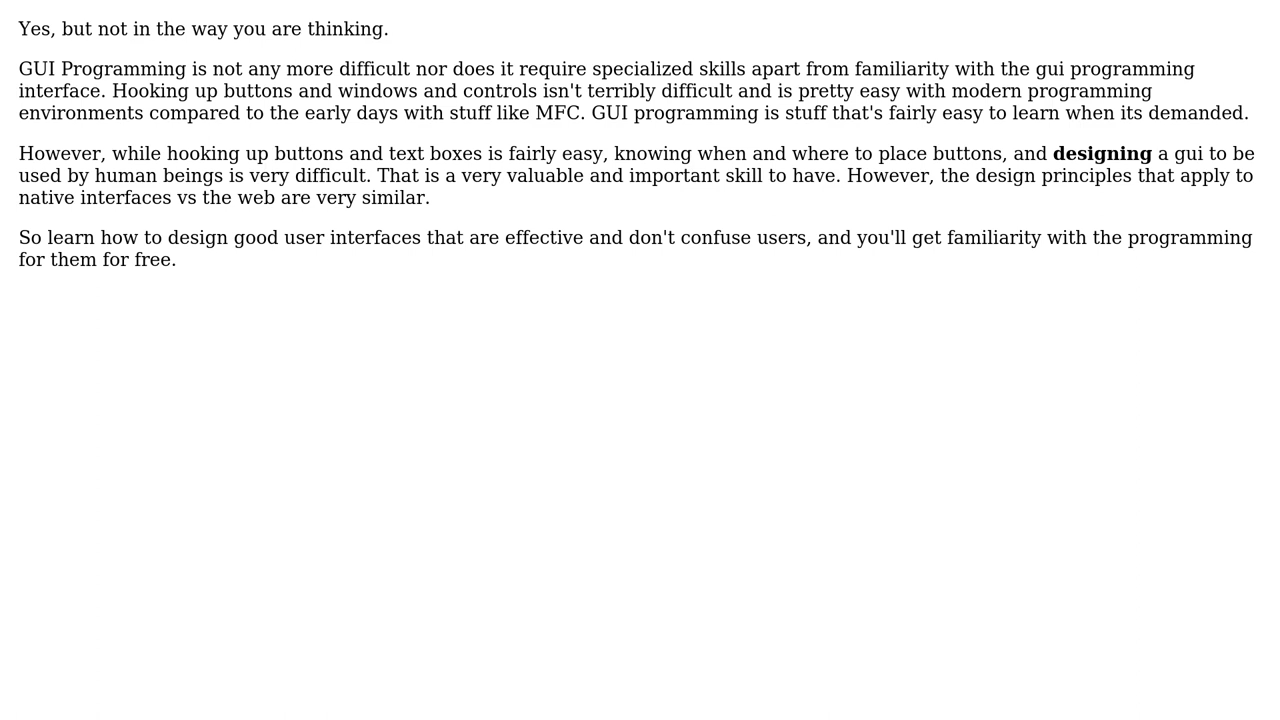 Yes, but not in the way you are thinking.
GUI Programming is not any more difficult nor does it require specialized skills apart from familiarity with the gui programming
interface. Hooking up buttons and windows and controls isn't terribly difficult and is pretty easy with modern programming
environments compared to the early days with stuff like MFC. GUI programming is stuff that's fairly easy to learn when its demanded.
However, while hooking up buttons and text boxes is fairly easy, knowing when and where to place buttons, and designing a gui to be
used by human beings is very difficult. That is a very valuable and important skill to have. However, the design principles that apply to
native interfaces vs the web are very similar.
So learn how to design good user interfaces that are effective and don't confuse users, and you'll get familiarity with the programming
for them for free.